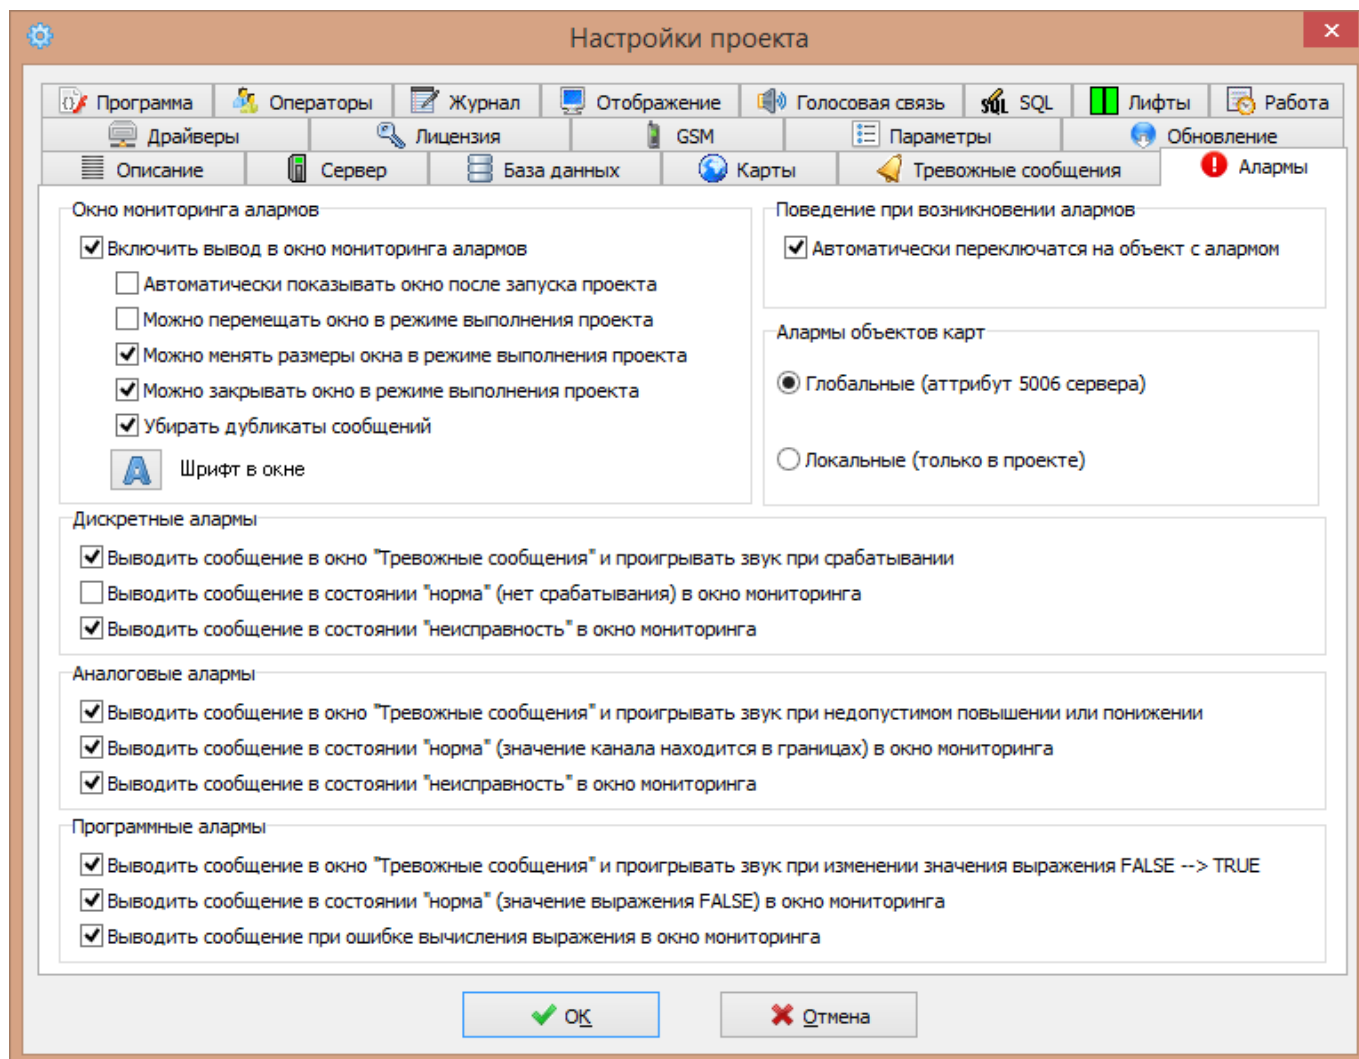 Настройки проекта
Программа Операторы Журнал Отображение Голосовая связь SQL SQL Лифты Работа
Драйверы Лицензия GSM Параметры Обновление
Описание Сервер База данных Карты Тревожные сообщения Алармы
Окно мониторинга алармов
Включить вывод в окно мониторинга алармов
Автоматически показывать окно после запуска проекта
Можно перемещать окно в режиме выполнения проекта
Можно менять размеры окна в режиме выполнения проекта
Можно закрывать окно в режиме выполнения проекта
Убирать дубликаты сообщений
Шрифт в окне
Поведение при возникновении алармов
Автоматически переключатся на объект с алармом
Алармы объектов карт
Глобальные (аттрибут 5006 сервера)
Локальные (только в проекте)
Дискретные алармы
Выводить сообщение в окно "Тревожные сообщения" и проигрывать звук при срабатывании
Выводить сообщение в состоянии "норма" (нет срабатывания) в окно мониторинга
Выводить сообщение в состоянии "неисправность" в окно мониторинга
Аналоговые алармы
Выводить сообщение в окно "Тревожные сообщения" и проигрывать звук при недопустимом повышении или понижении
Выводить сообщение в состоянии "норма" (значение канала находится в границах) в окно мониторинга
Выводить сообщение в состоянии "неисправность" в окно мониторинга
Программные алармы
Выводить сообщение в окно "Тревожные сообщения" и проигрывать звук при изменении значения выражения FALSE --> TRUE
Выводить сообщение в состоянии "норма" (значение выражения FALSE) в окно мониторинга
Выводить сообщение при ошибке вычисления выражения в окно мониторинга
OK Отмена